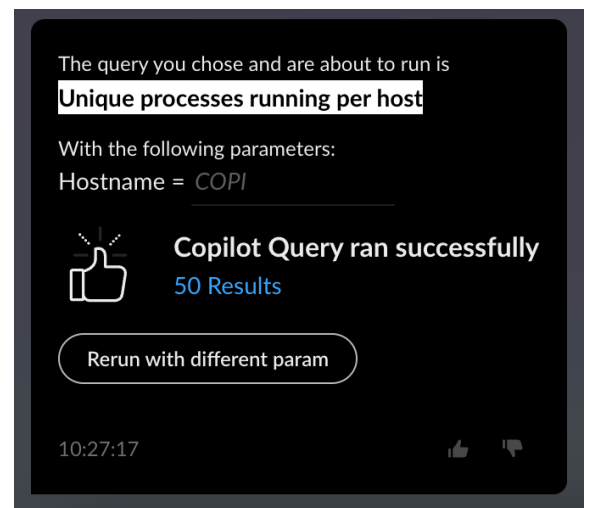 The query you chose and are about to run is
Unique processes running per host
With the following parameters:
Hostname = COPI
Copilot Query ran successfully
50 Results
Rerun with different param
10:27:17